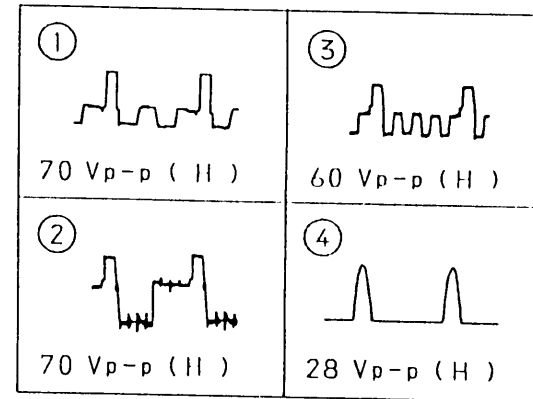 ①
70 Vp-p ( H )
②
70 Vp-p ( H )
③
60 Vp-p ( H )
④
28 Vp-p ( H )